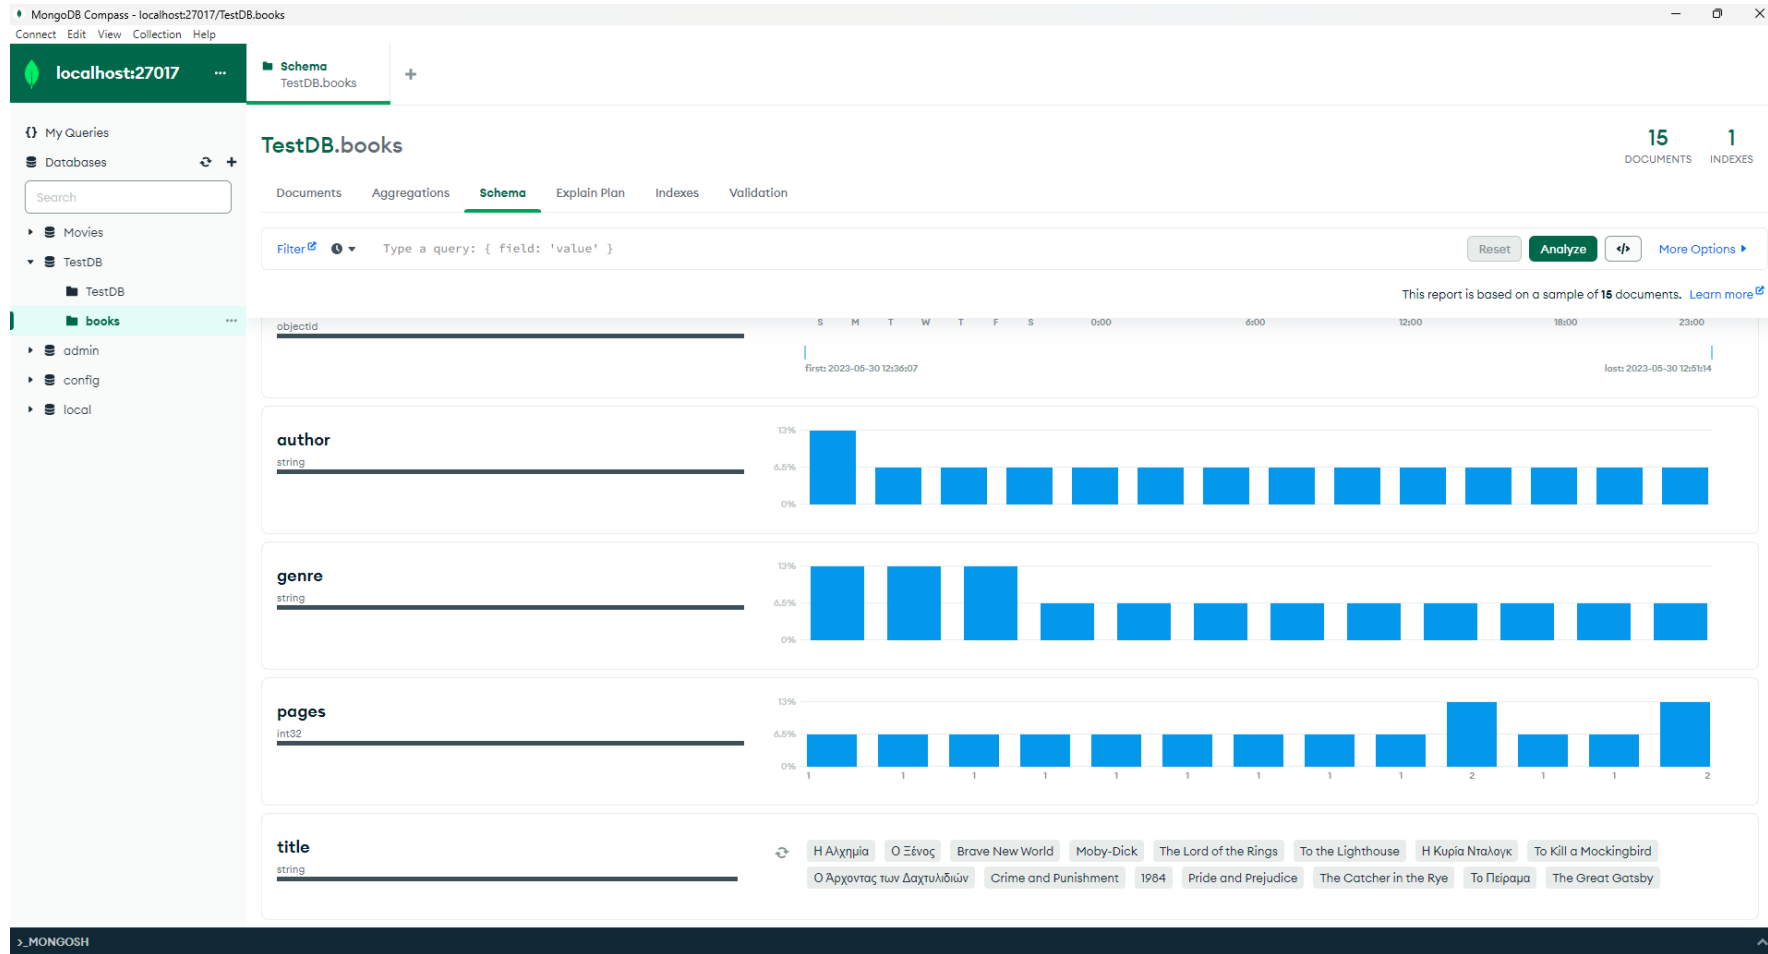 MongoDB Compass - localhost:27017/TestDB.books
Connect Edit View Collection Help
localhost:27017 ...
Schema
TestDB.books
+
{} My Queries
Databases +
Search
Movies
TestDB
TestDB
books ...
admin
config
local
TestDB.books
15
DOCUMENTS
1
INDEXES
Documents Aggregations Schema Explain Plan Indexes Validation
Filter Type a query: { field: 'value' } Reset Analyze </> More Options
This report is based on a sample of 15 documents. Learn more
objectid
S M T W T F S 0:00 6:00 12:00 18:00 23:00
first: 2023-05-30 12:36:07 last: 2023-05-30 12:51:14
author
string
13%
6.5%
0%
genre
string
13%
6.5%
0%
pages
int32
13%
6.5%
0%
1 1 1 1 1 1 1 1 1 2 1 1 2
title
string
Η Αλχημία Ο Ξένος Brave New World Moby-Dick The Lord of the Rings To the Lighthouse Η Κυρία Νταλογκ To Kill a Mockingbird
Ο Άρχοντας των Δαχτυλιδιών Crime and Punishment 1984 Pride and Prejudice The Catcher in the Rye Το Πείραμα The Great Gatsby
>_MONGOSH